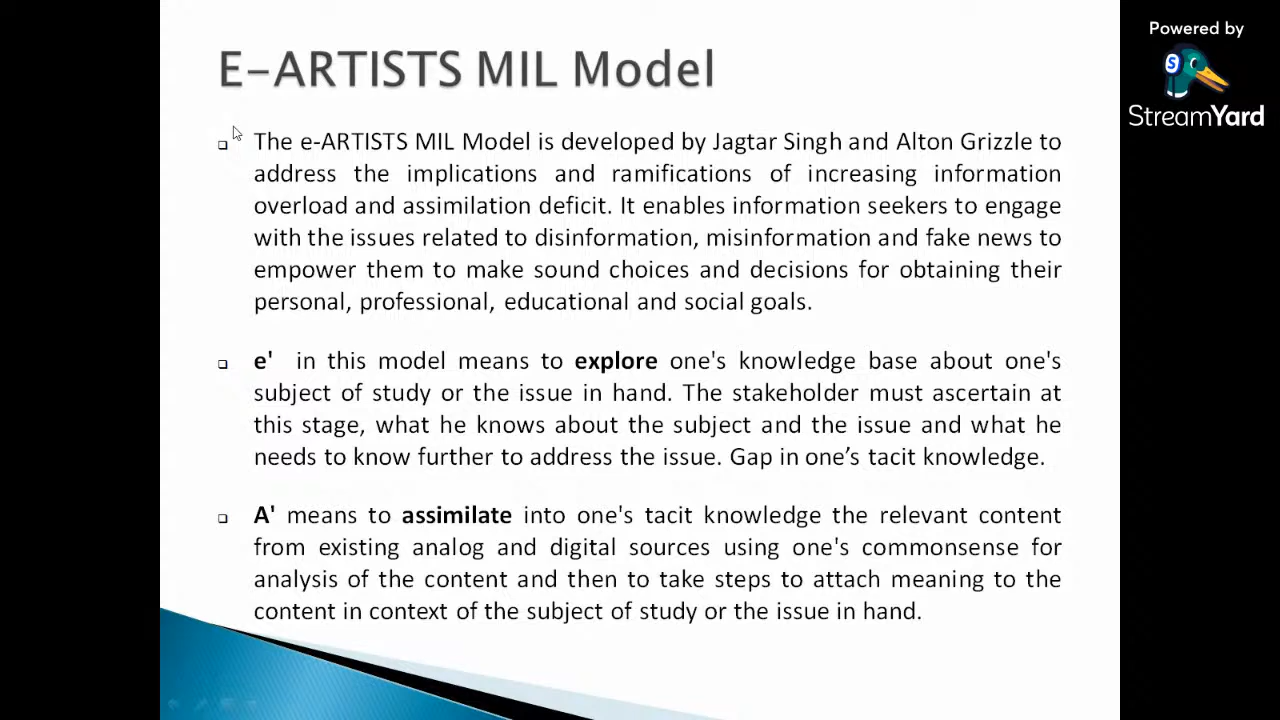 E-ARTISTS MIL Model
Powered by
S
StreamYard
The e-ARTISTS MIL Model is developed by Jagtar Singh and Alton Grizzle to
address the implications and ramifications of increasing information
overload and assimilation deficit. It enables information seekers to engage
with the issues related to disinformation, misinformation and fake news to
empower them to make sound choices and decisions for obtaining their
personal, professional, educational and social goals.
e' in this model means to explore one's knowledge base about one's
subject of study or the issue in hand. The stakeholder must ascertain at
this stage, what he knows about the subject and the issue and what he
needs to know further to address the issue. Gap in one’s tacit knowledge.
A' means to assimilate into one's tacit knowledge the relevant content
from existing analog and digital sources using one's commonsense for
analysis of the content and then to take steps to attach meaning to the
content in context of the subject of study or the issue in hand.